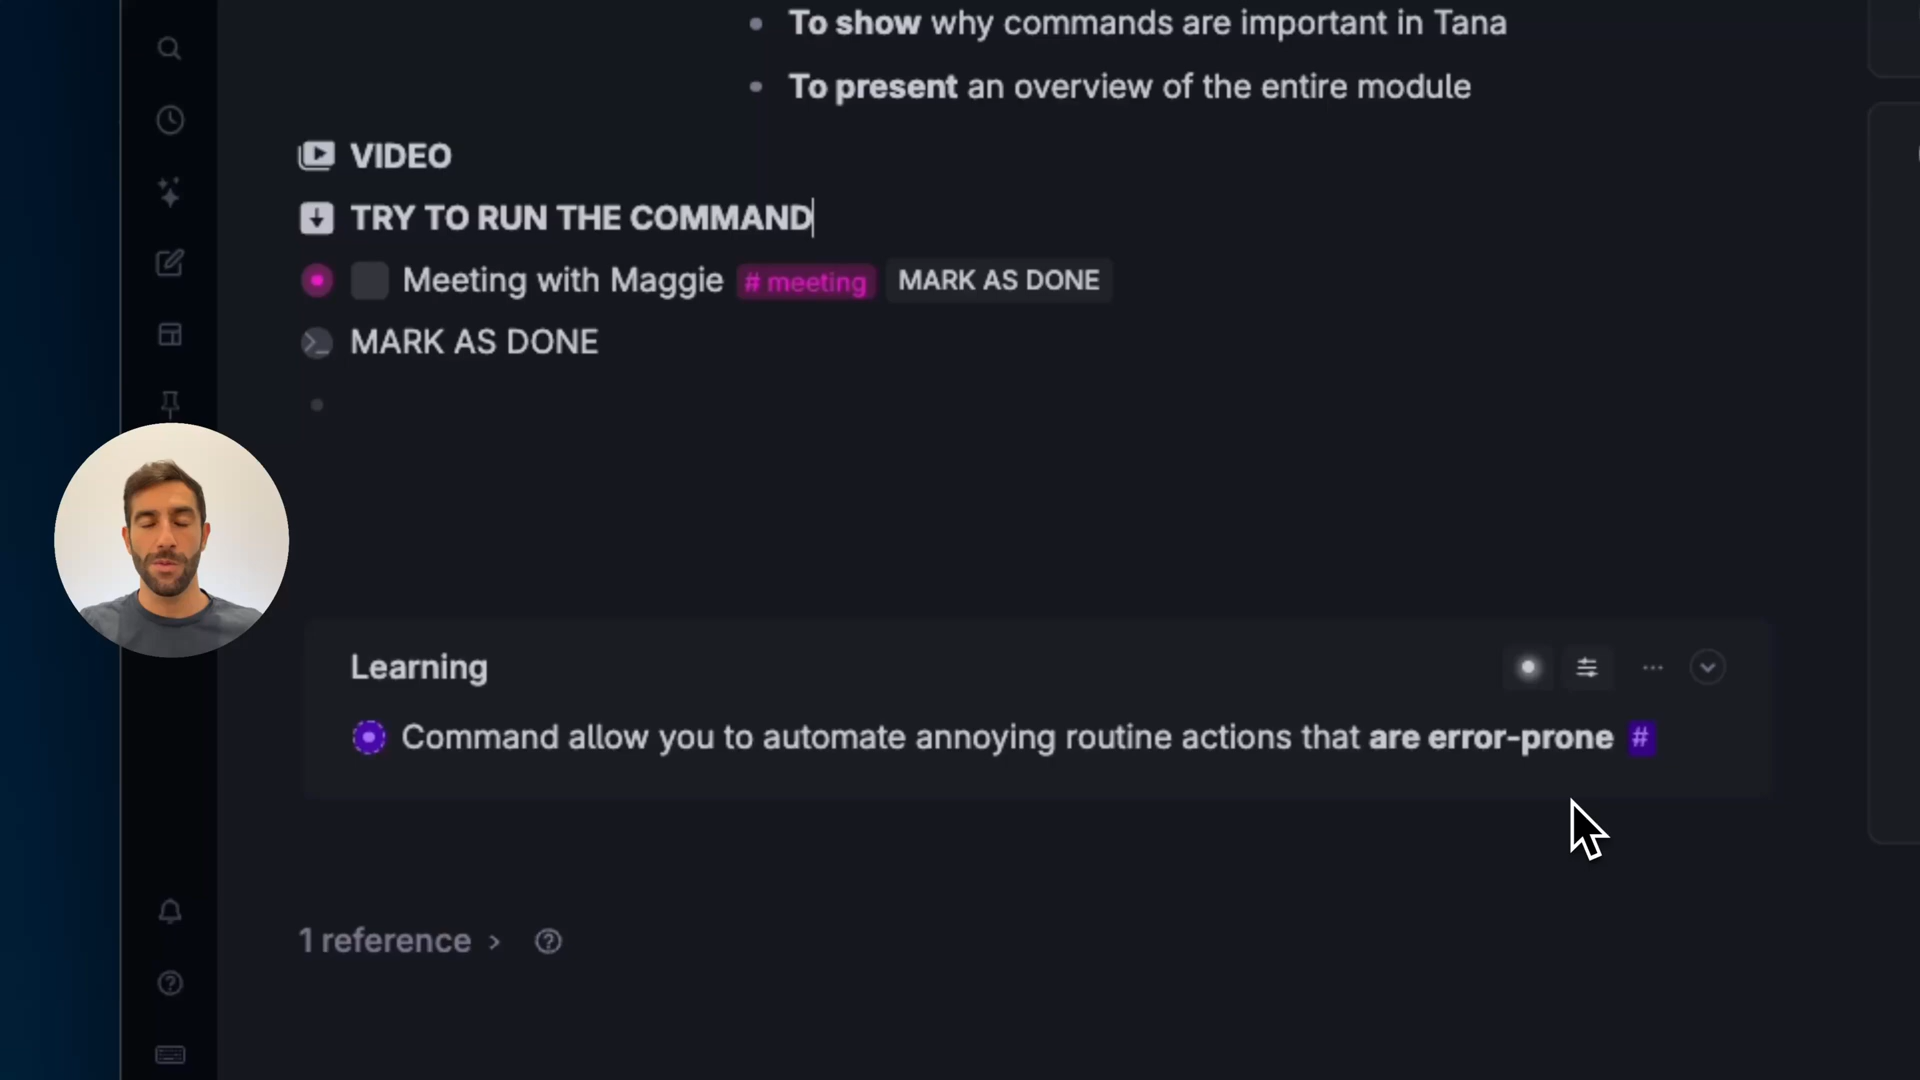 To show why commands are important in Tana
To present an overview of the entire module
VIDEO
TRY TO RUN THE COMMAND
Meeting with Maggie # meeting MARK AS DONE
MARK AS DONE
Learning
Command allow you to automate annoying routine actions that are error-prone #
1 reference